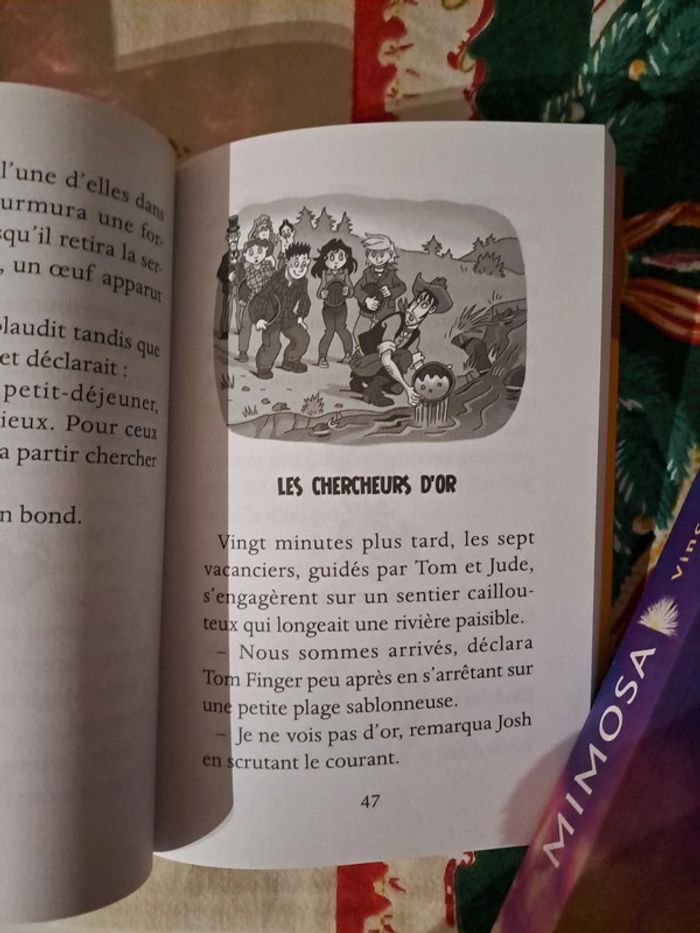 l'une d'elles dans
urmura une for-
qu'il retira la ser-
, un œuf apparut
laudit tandis que
et déclarait :
petit-déjeuner,
ieux. Pour ceux
a partir chercher
n bond.
LES CHERCHEURS D'OR
Vingt minutes plus tard, les sept
vacanciers, guidés par Tom et Jude,
s'engagèrent sur un sentier caillou-
teux qui longeait une rivière paisible.
– Nous sommes arrivés, déclara
Tom Finger peu après en s'arrêtant sur
une petite plage sablonneuse.
– Je ne vois pas d'or, remarqua Josh
en scrutant le courant.
47
MIMOSA